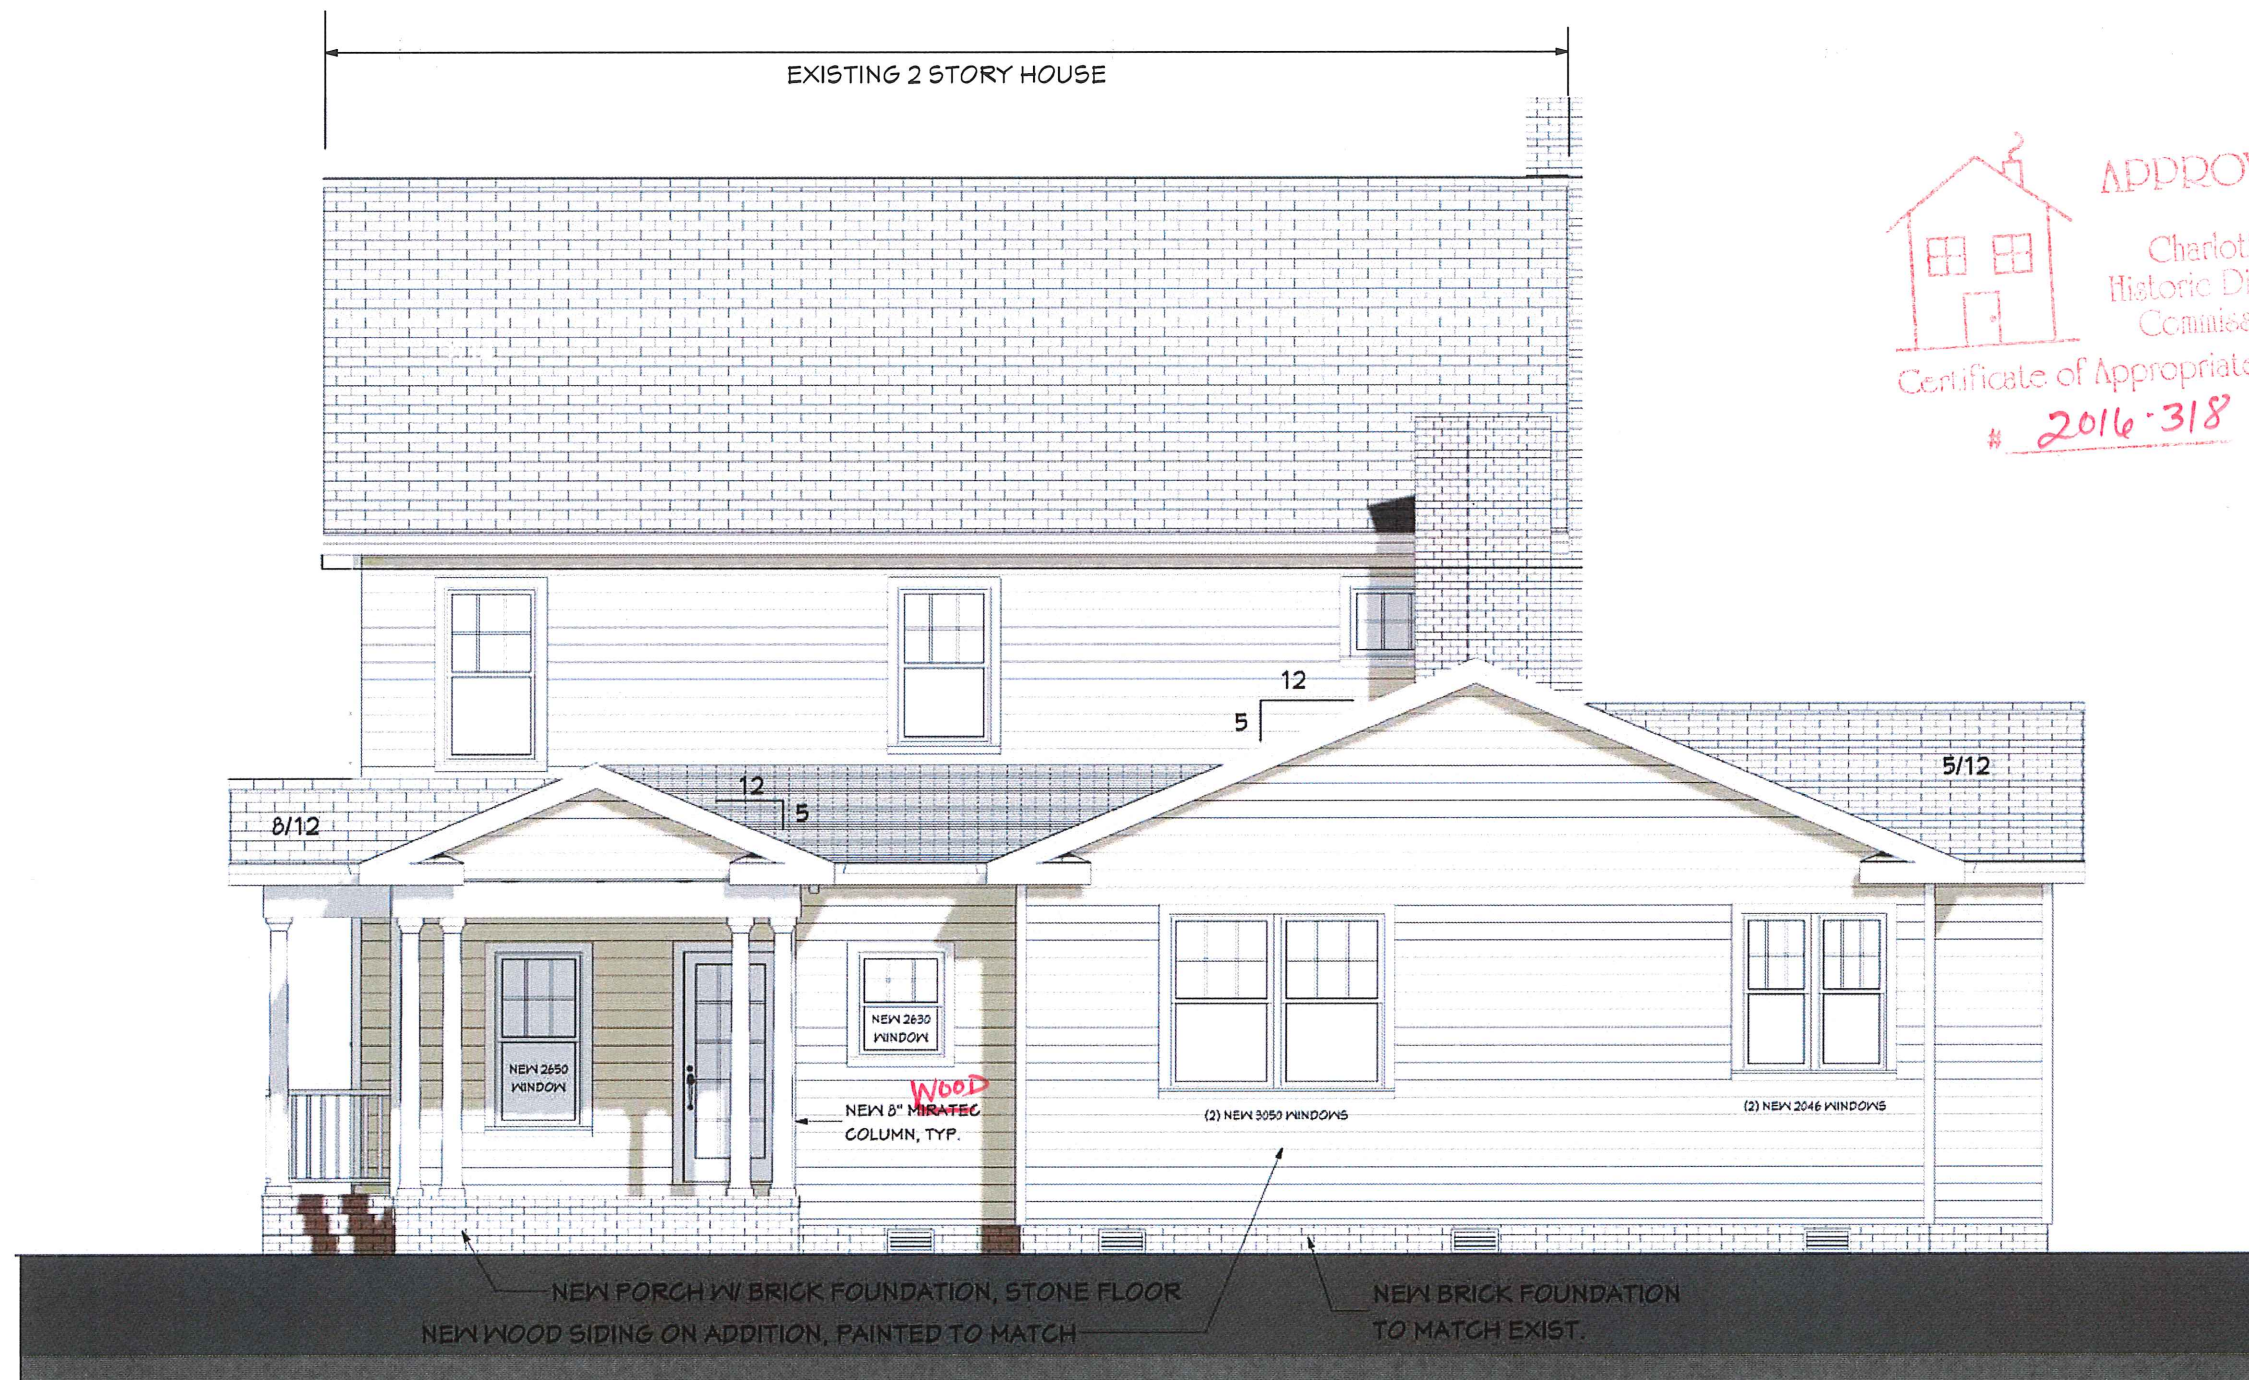 EXISTING 2 STORY HOUSE
Certificate of
# 2016-318
12
5
5/12
12
5
8/12
NEW 2630
WINDOW
NEW 2650
WINDOW
WOOD
NEW 8" MIRATEC
COLUMN, TYP.
(2) NEW 3050 WINDOWS
(2) NEW 2046 WINDOWS
NEW PORCH W/ BRICK FOUNDATION, STONE FLOOR
NEW WOOD SIDING ON ADDITION, PAINTED TO MATCH
NEW BRICK FOUNDATION
TO MATCH EXIST.
APPROV
Charlot
Historic Di
Commiss
Appropriate